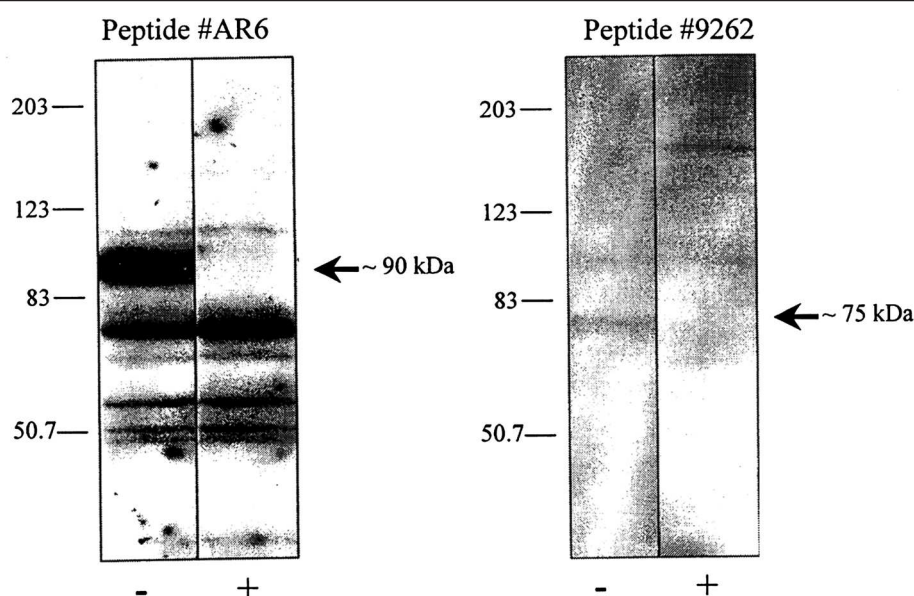 Peptide #AR6
203
123
83
50.7
~ 90 kDa
- +
Peptide #9262
203
123
83
50.7
~ 75 kDa
- +